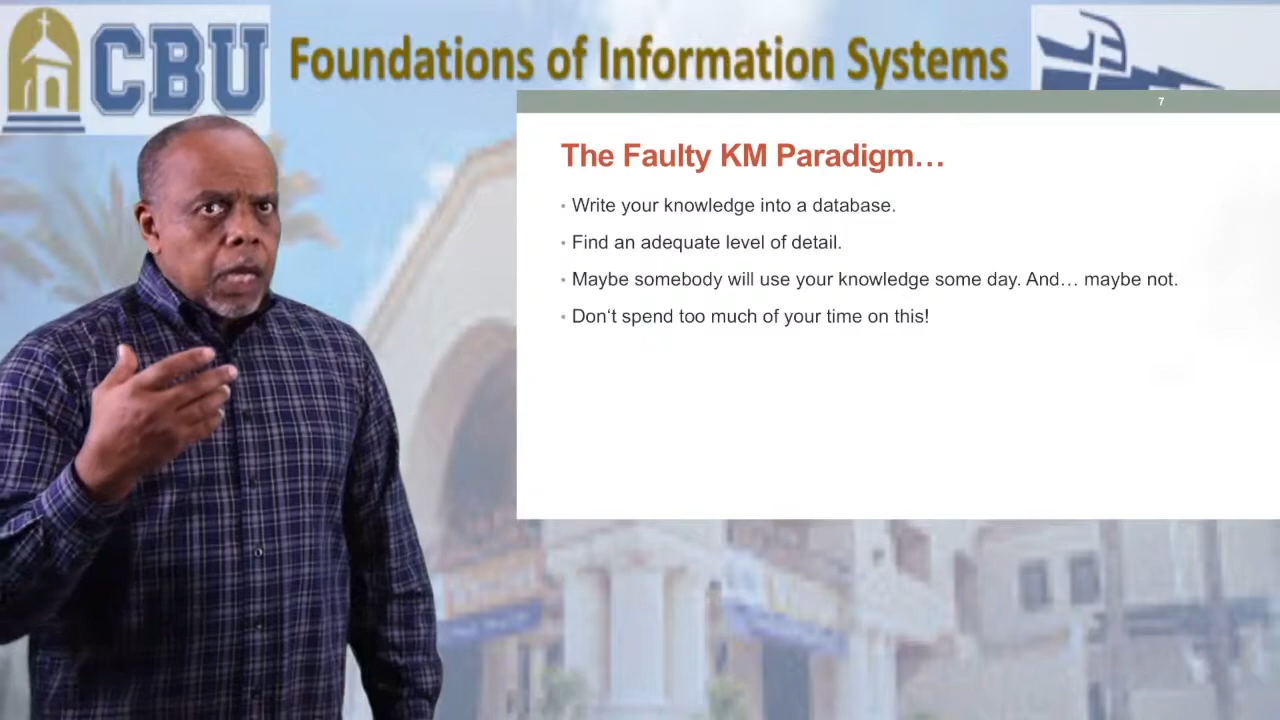 CBU
Foundations of Information Systems
7
The Faulty KM Paradigm…
• Write your knowledge into a database.
• Find an adequate level of detail.
• Maybe somebody will use your knowledge some day. And… maybe not.
• Don‘t spend too much of your time on this!